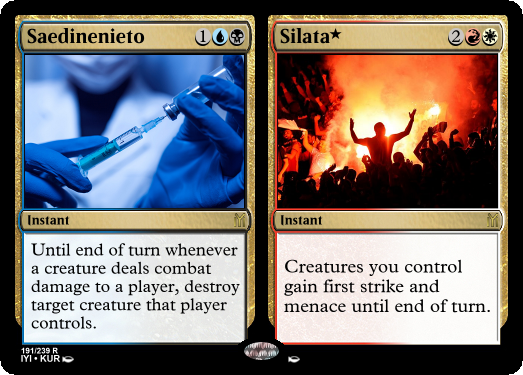 Saedinenieto 1
Instant
Until end of turn whenever
a creature deals combat
damage to a player, destroy
target creature that player
controls.
191/239 R
IYI • KUR
Silata★ 2
Instant
Creatures you control
gain first strike and
menace until end of turn.